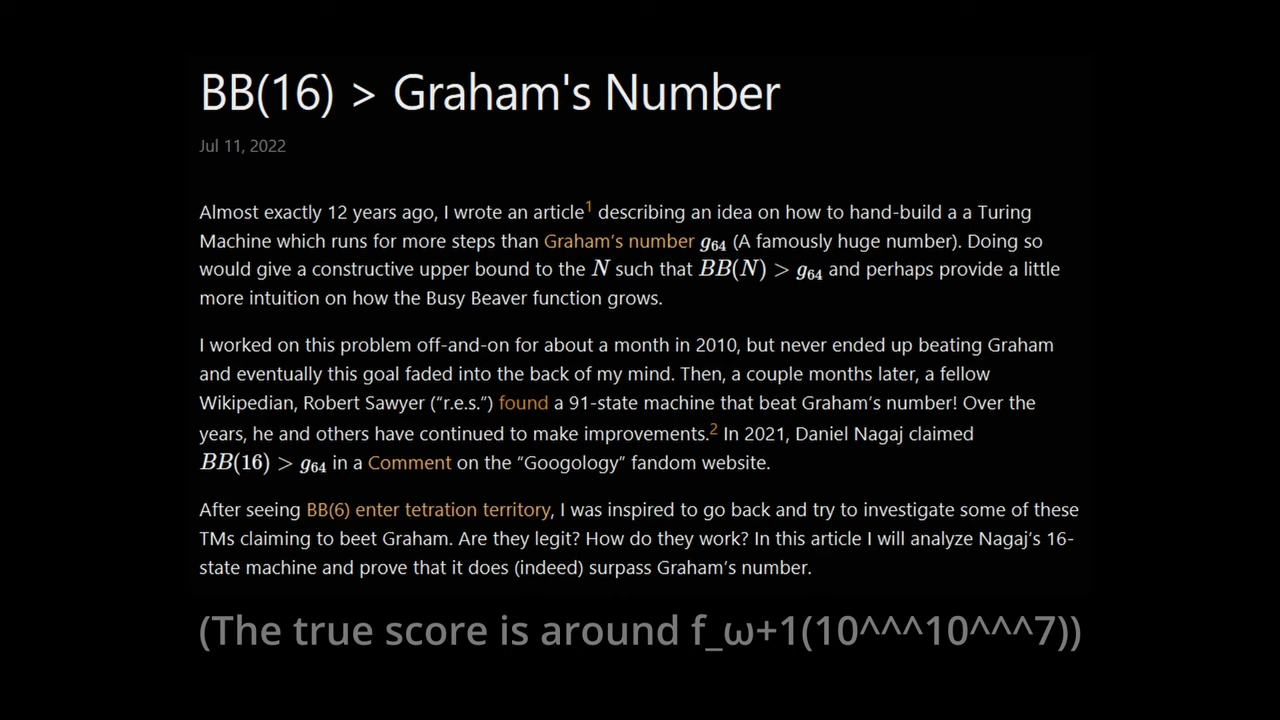 BB(16) > Graham's Number
Jul 11, 2022
Almost exactly 12 years ago, I wrote an article¹ describing an idea on how to hand-build a a Turing
Machine which runs for more steps than Graham's number g₆₄ (A famously huge number). Doing so
would give a constructive upper bound to the N such that BB(N) > g₆₄ and perhaps provide a little
more intuition on how the Busy Beaver function grows.
I worked on this problem off-and-on for about a month in 2010, but never ended up beating Graham
and eventually this goal faded into the back of my mind. Then, a couple months later, a fellow
Wikipedian, Robert Sawyer (“r.e.s.”) found a 91-state machine that beat Graham's number! Over the
years, he and others have continued to make improvements.² In 2021, Daniel Nagaj claimed
BB(16) > g₆₄ in a Comment on the “Googology” fandom website.
After seeing BB(6) enter tetration territory, I was inspired to go back and try to investigate some of these
TMs claiming to beet Graham. Are they legit? How do they work? In this article I will analyze Nagaj's 16-
state machine and prove that it does (indeed) surpass Graham's number.
(The true score is around f_ω+1(10^^^10^^^7))